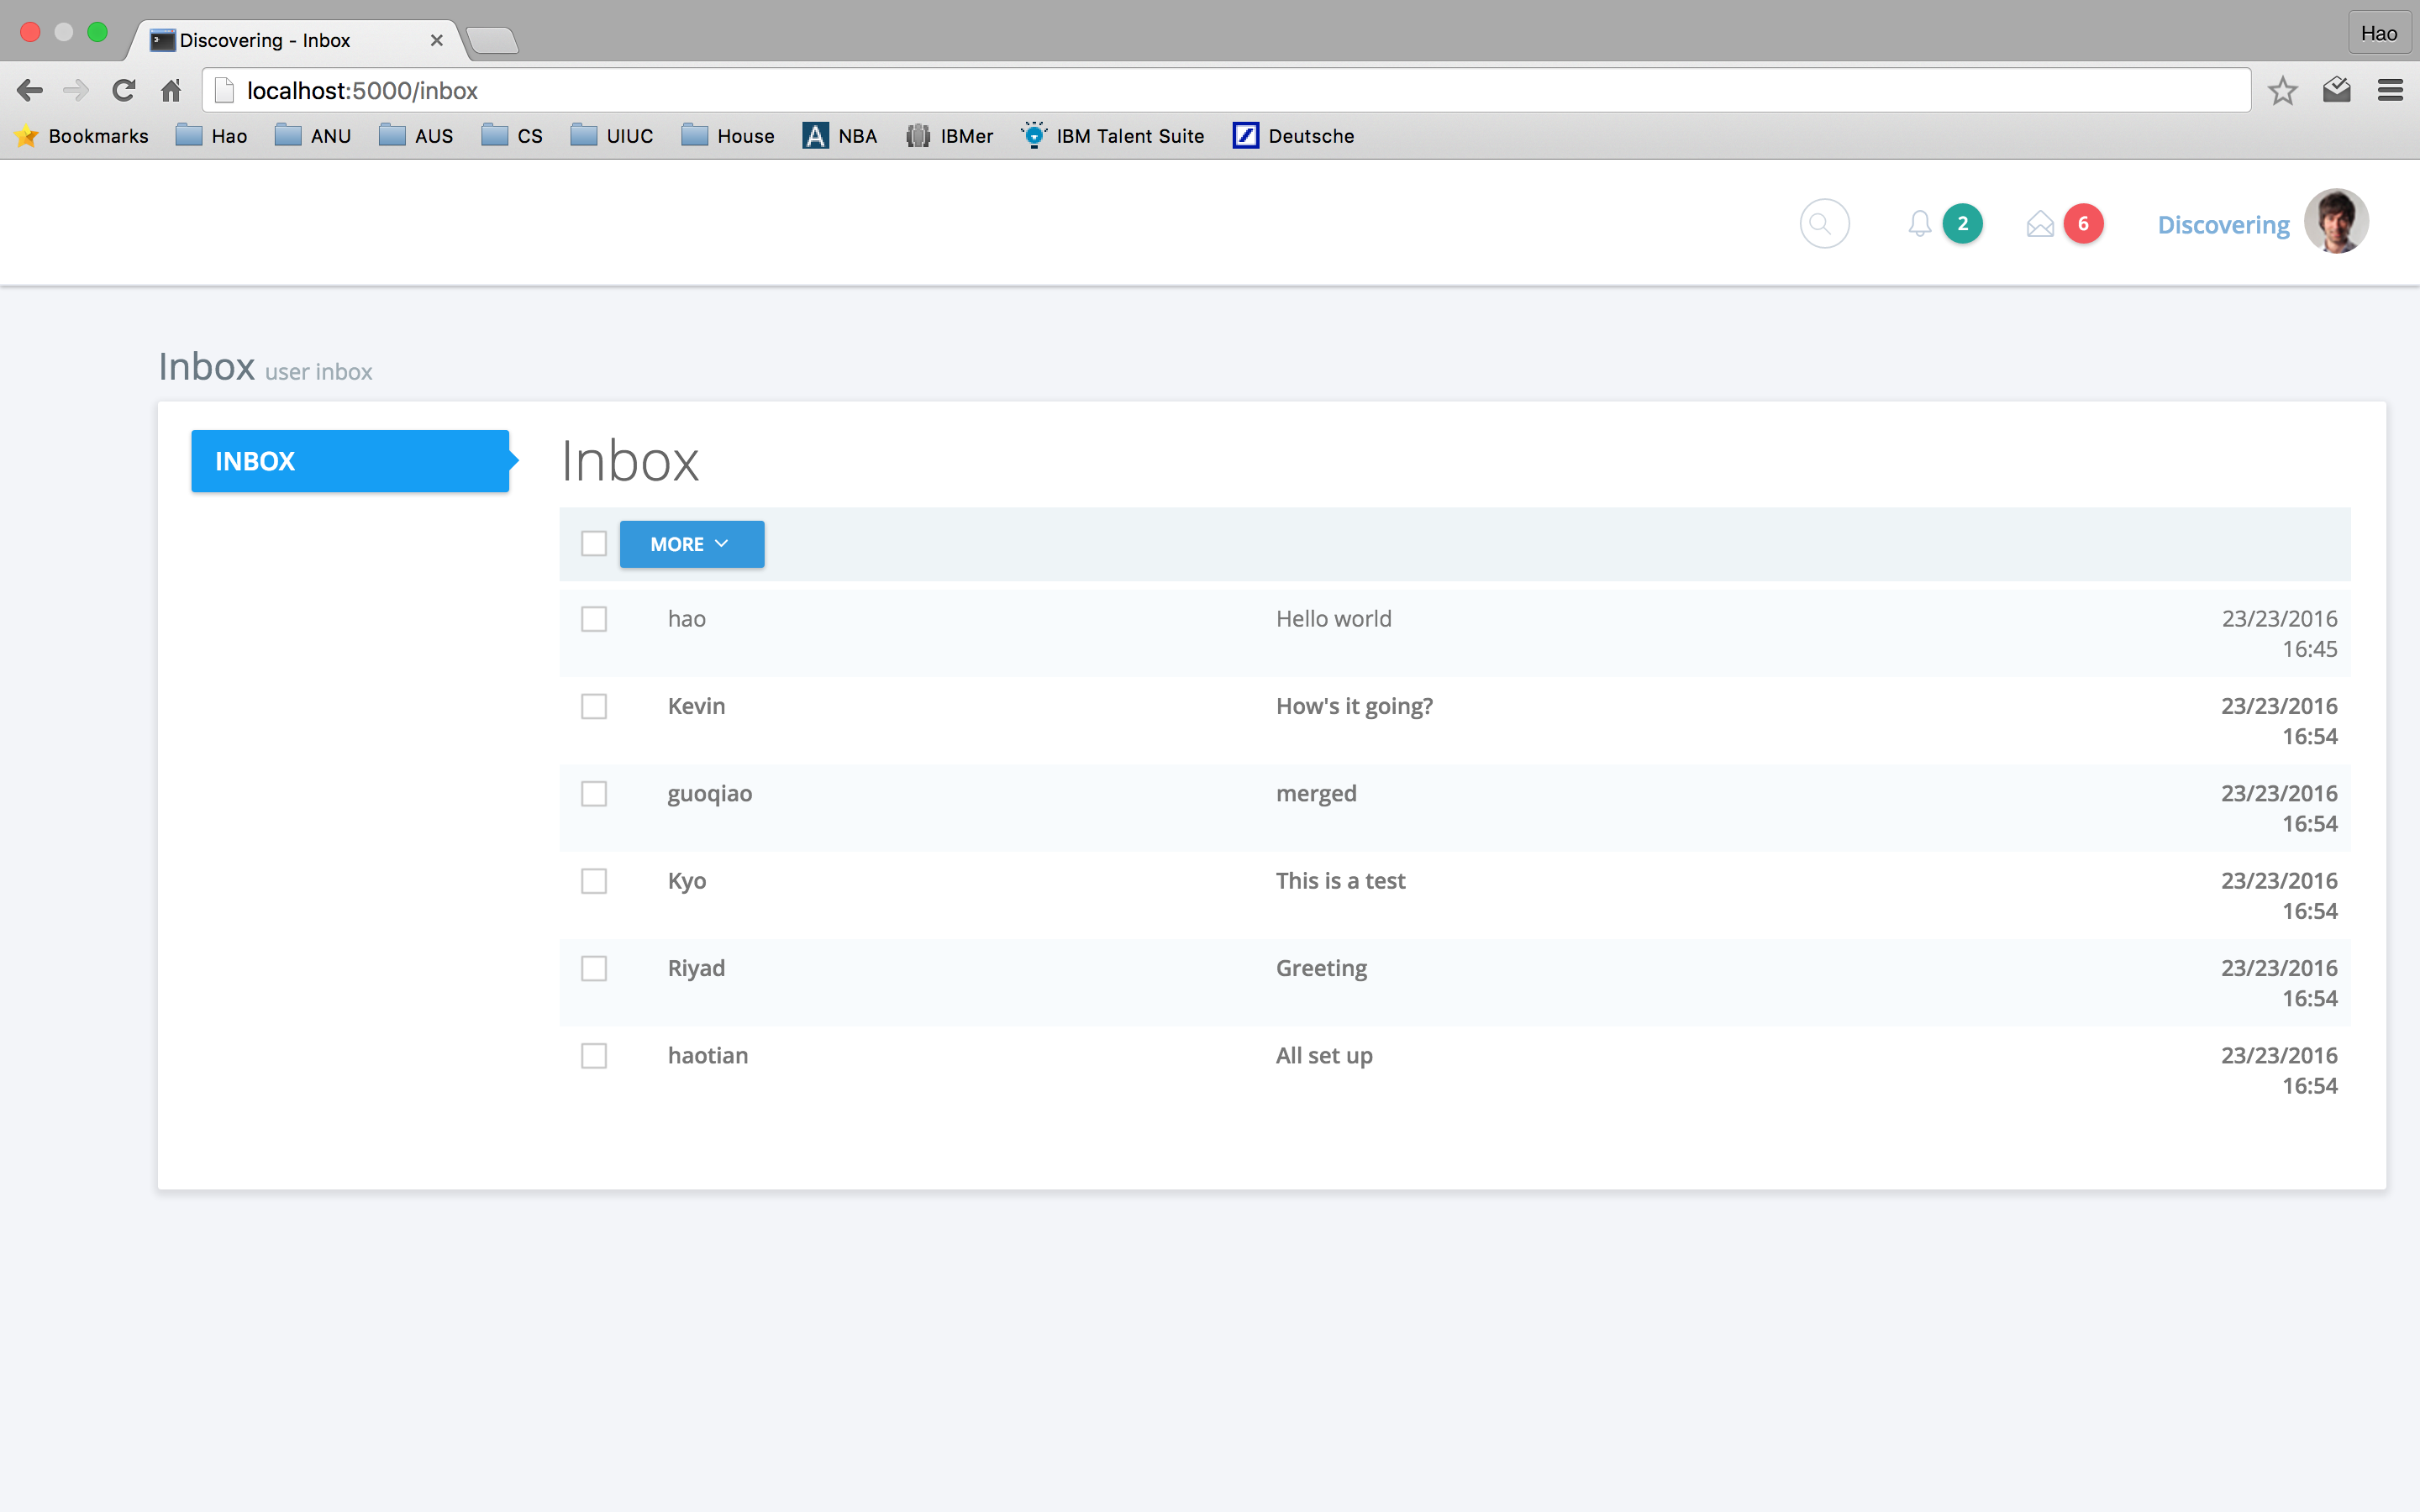 Discovering - Inbox
Hao
localhost:5000/inbox
Bookmarks Hao ANU AUS CS UIUC House NBA IBMer IBM Talent Suite Deutsche
2 6 Discovering
Inbox user inbox
INBOX
Inbox
MORE
hao Hello world 23/23/2016
16:45
Kevin How's it going? 23/23/2016
16:54
guoqiao merged 23/23/2016
16:54
Kyo This is a test 23/23/2016
16:54
Riyad Greeting 23/23/2016
16:54
haotian All set up 23/23/2016
16:54